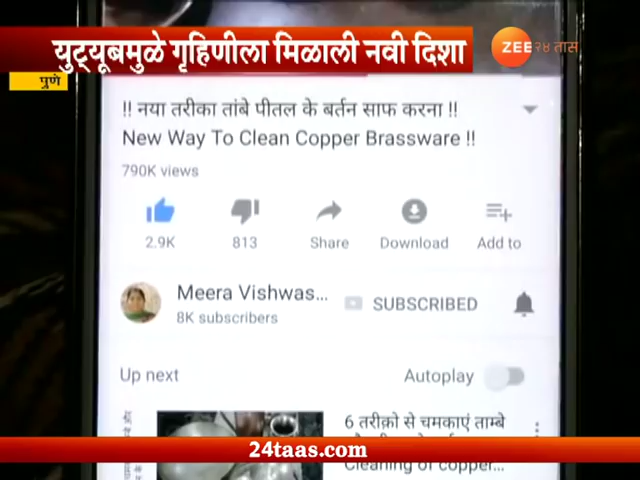 युट्यूबमुळे गृहिणीला मिळाली नवी दिशा
ZEE २४ तास
पुणे
!! नया तरीका तांबे पीतल के बर्तन साफ करना !!
New Way To Clean Copper Brassware !!
790K views
2.9K
813
Share
Download
Add to
Meera Vishwas...
8K subscribers
SUBSCRIBED
Up next
Autoplay
6 तरीक़ो से चमकाएं ताम्बे
Cleaning of copper...
24taas.com